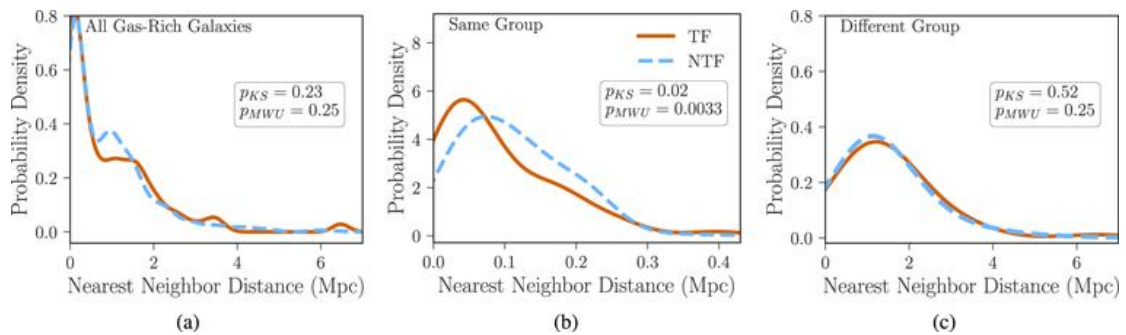 All Gas-Rich Galaxies
p_KS = 0.23
p_MWU = 0.25
Probability Density
0.8
0.6
0.4
0.2
0.0
0 2 4 6
Nearest Neighbor Distance (Mpc)
(a)
Same Group
TF
NTF
p_KS = 0.02
p_MWU = 0.0033
Probability Density
8
6
4
2
0
0.0 0.1 0.2 0.3 0.4
Nearest Neighbor Distance (Mpc)
(b)
Different Group
p_KS = 0.52
p_MWU = 0.25
Probability Density
0.8
0.6
0.4
0.2
0.0
0 2 4 6
Nearest Neighbor Distance (Mpc)
(c)